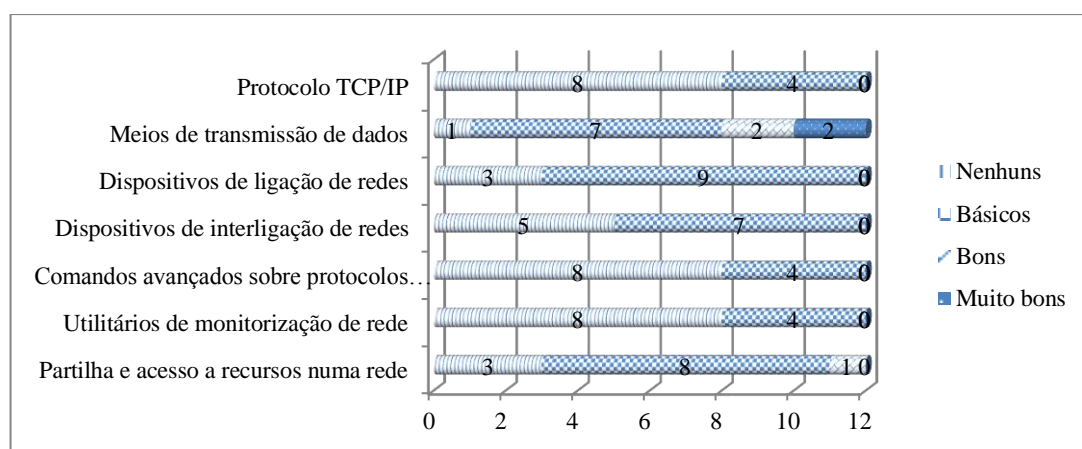 Protocolo TCP/IP
8 4 0
Meios de transmissão de dados
1 7 2 2
Dispositivos de ligação de redes
3 9 0
Dispositivos de interligação de redes
5 7 0
Comandos avançados sobre protocolos…
8 4 0
Utilitários de monitorização de rede
8 4 0
Partilha e acesso a recursos numa rede
3 8 1 0
0 2 4 6 8 10 12
Nenhuns
Básicos
Bons
Muito bons